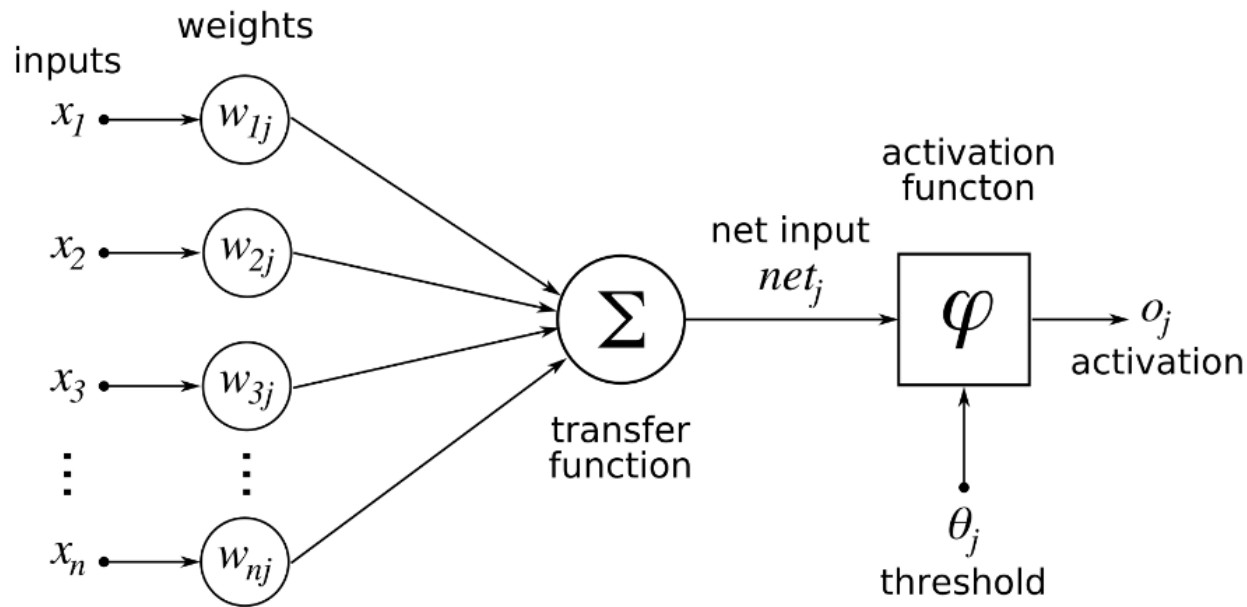 weights
inputs
x1
w1j
x2
w2j
x3
w3j
⋮ ⋮
xn
wnj
Σ
transfer
function
net input
netj
activation
functon
φ
oj
activation
θj
threshold